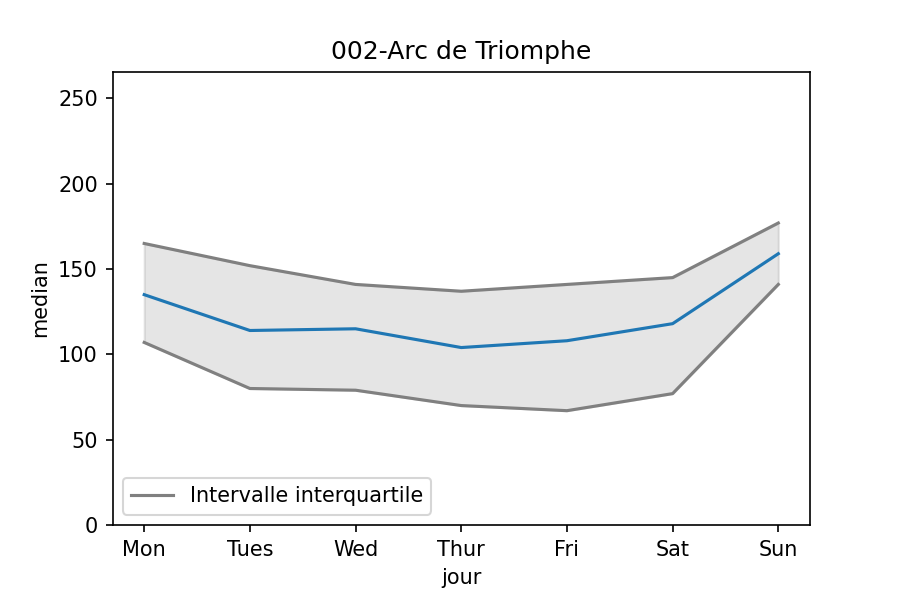 002-Arc de Triomphe
median
250
200
150
100
50
0
Intervalle interquartile
Mon Tues Wed Thur Fri Sat Sun
jour